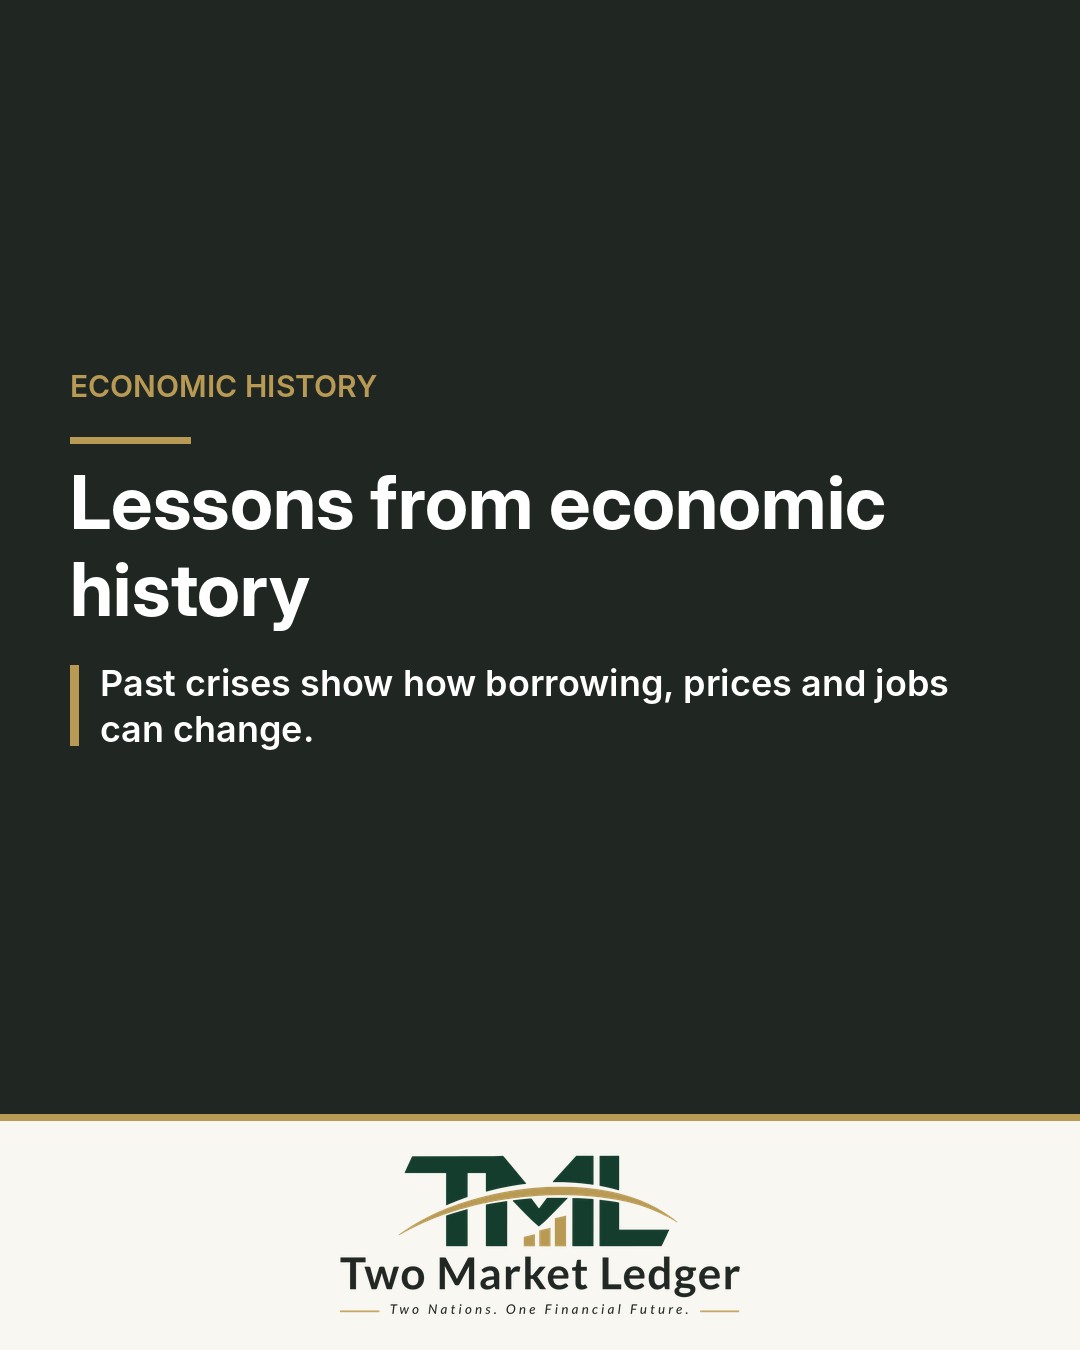 ECONOMIC HISTORY
Lessons from economic
history
Past crises show how borrowing, prices and jobs
can change.
TML
Two Market Ledger
Two Nations. One Financial Future.